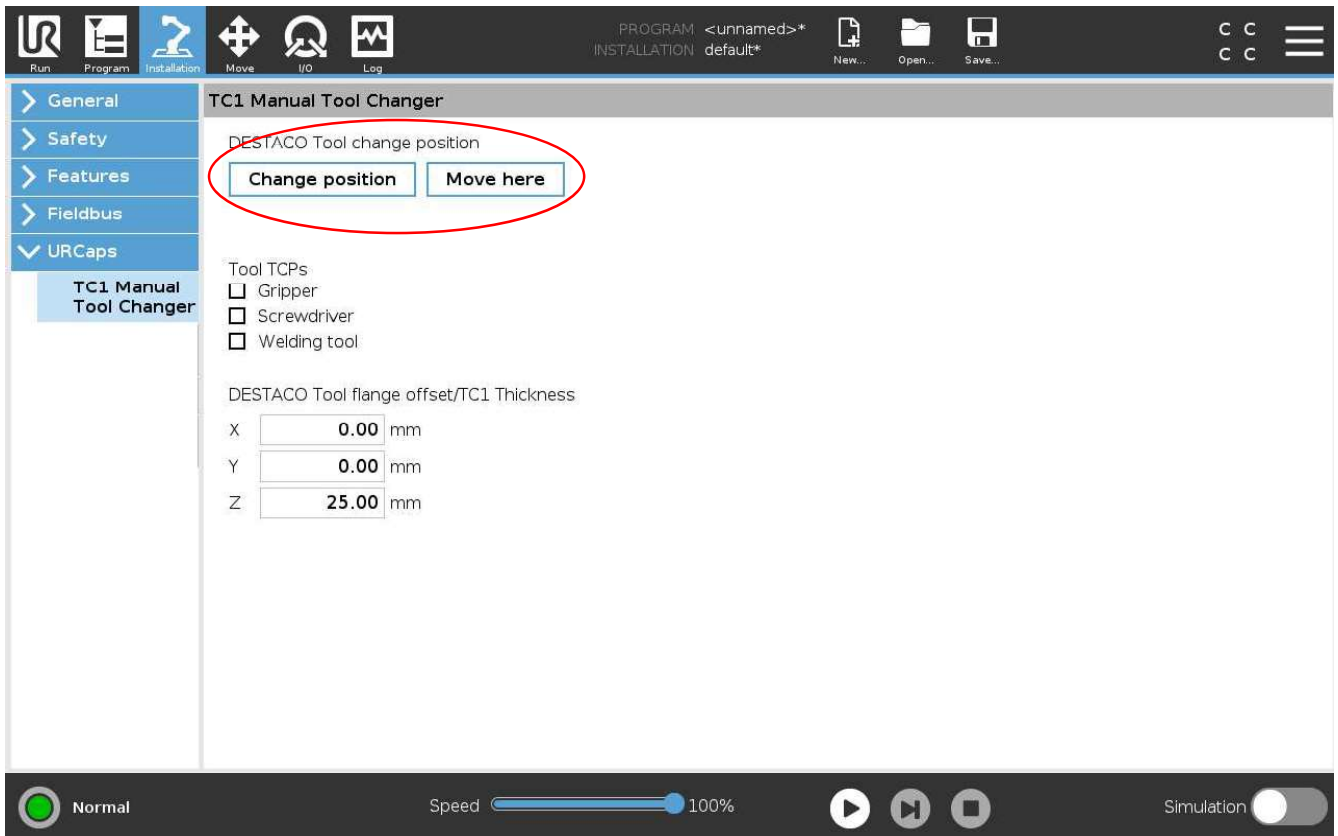 UR
Run
Program
Installation
Move
I/O
Log
PROGRAM <unnamed>*
INSTALLATION default*
New...
Open...
Save...
C C
C C
General
Safety
Features
Fieldbus
URCaps
TC1 Manual
Tool Changer
TC1 Manual Tool Changer
DESTACO Tool change position
Change position
Move here
Tool TCPs
Gripper
Screwdriver
Welding tool
DESTACO Tool flange offset/TC1 Thickness
X 0.00 mm
Y 0.00 mm
Z 25.00 mm
Normal
Speed 100%
Simulation